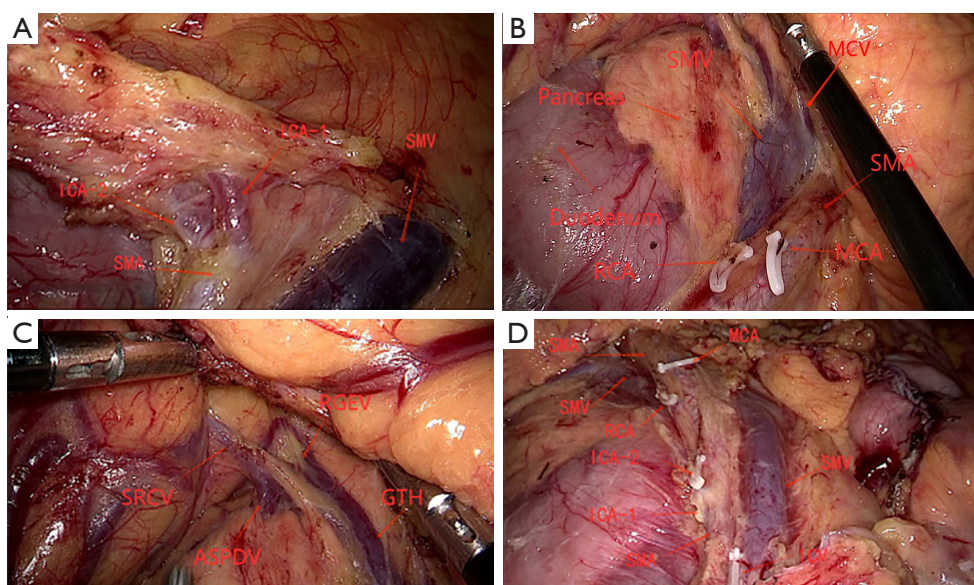 A
ICA-1
SMV
ICA-2
SMA
B
SMV
MCV
Pancreas
SMA
Duodenum
RCA
MCA
C
RGEV
SRCV
GTH
ASPDV
D
SMA
MCA
SMV
RCA
ICA-2
SMV
ICA-1
SMA
ICV